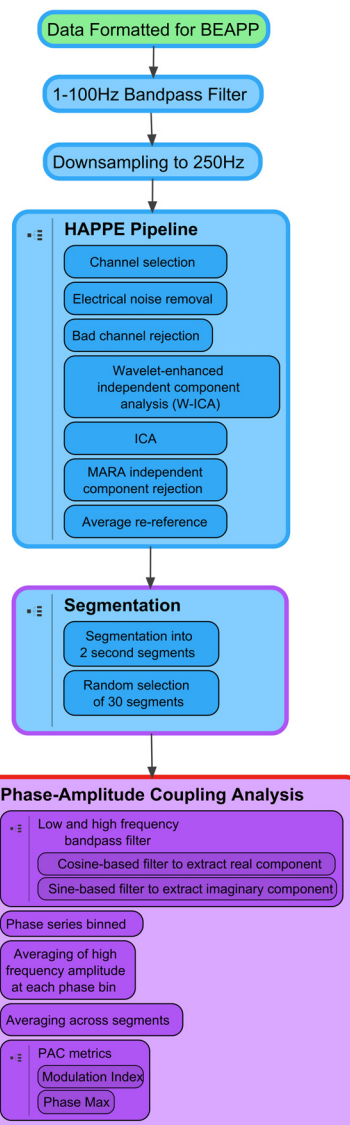 Data Formatted for BEAPP
1-100Hz Bandpass Filter
Downsampling to 250Hz
HAPPE Pipeline
Channel selection
Electrical noise removal
Bad channel rejection
Wavelet-enhanced
independent component
analysis (W-ICA)
ICA
MARA independent
component rejection
Average re-reference
Segmentation
Segmentation into
2 second segments
Random selection
of 30 segments
Phase-Amplitude Coupling Analysis
Low and high frequency
bandpass filter
Cosine-based filter to extract real component
Sine-based filter to extract imaginary component
Phase series binned
Averaging of high
frequency amplitude
at each phase bin
Averaging across segments
PAC metrics
Modulation Index
Phase Max